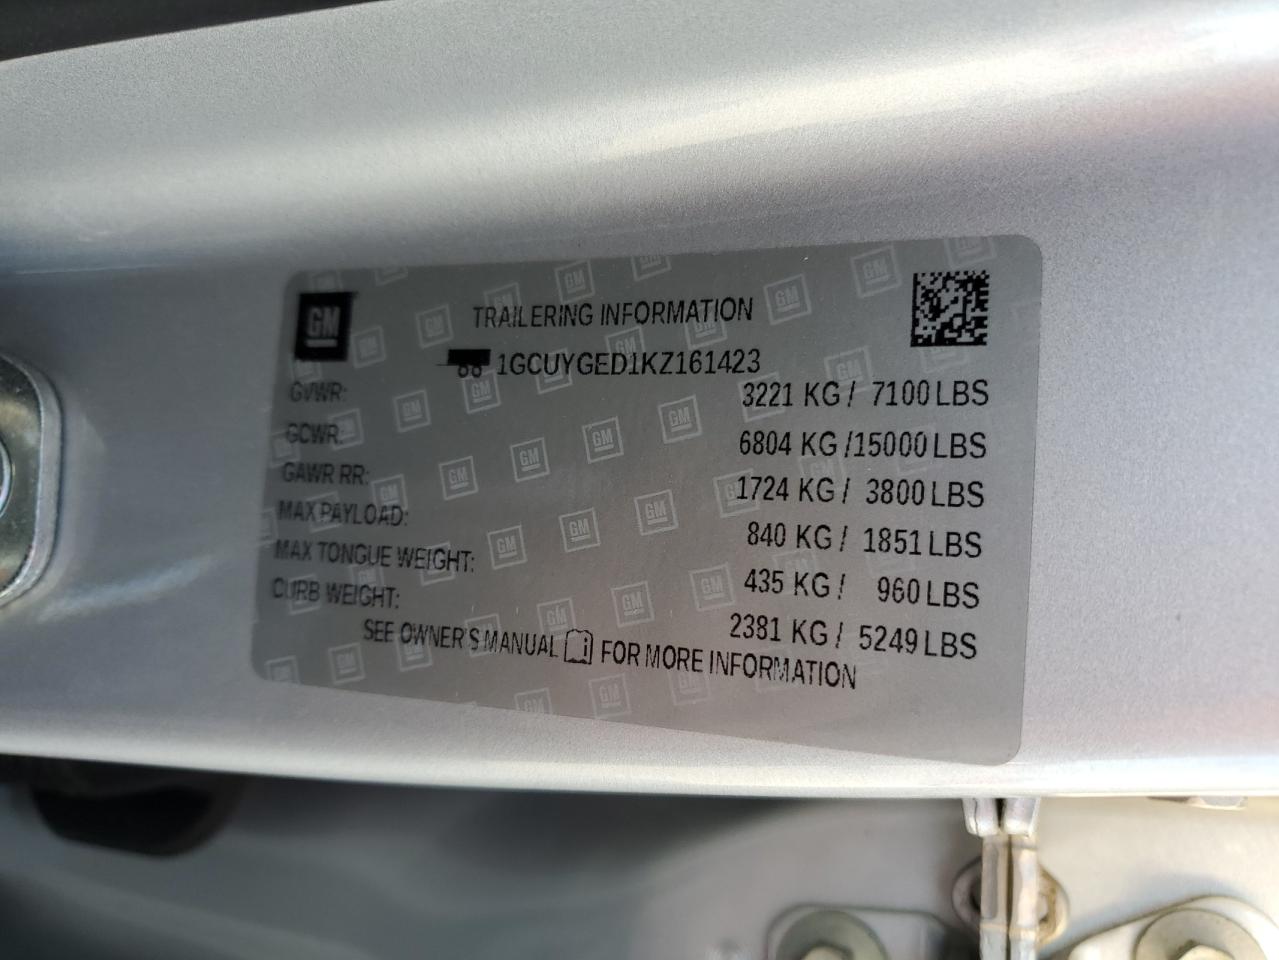 GM
TRAILERING INFORMATION
1GCUYGED1KZ161423
GVWR: 3221 KG / 7100 LBS
GCWR: 6804 KG /15000 LBS
GAWR RR: 1724 KG / 3800 LBS
MAX PAYLOAD: 840 KG / 1851 LBS
MAX TONGUE WEIGHT: 435 KG / 960 LBS
CURB WEIGHT: 2381 KG / 5249 LBS
SEE OWNER'S MANUAL FOR MORE INFORMATION